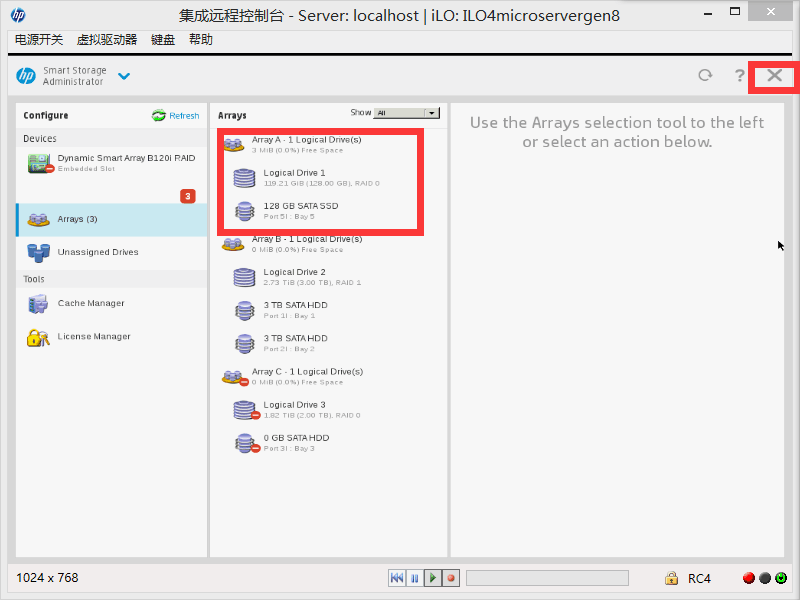 集成远程控制台 - Server: localhost | iLO: ILO4microservergen8
电源开关 虚拟驱动器 键盘 帮助
hp
Smart Storage
Administrator
?
Configure
Refresh
Devices
Dynamic Smart Array B120i RAID
Embedded Slot
3
Arrays (3)
Unassigned Drives
Tools
Cache Manager
License Manager
Arrays
Show All
Array A - 1 Logical Drive(s)
3 MiB (0.0%) Free Space
Logical Drive 1
119.21 GiB (128.00 GB), RAID 0
128 GB SATA SSD
Port 5I : Bay 5
Array B - 1 Logical Drive(s)
0 MiB (0.0%) Free Space
Logical Drive 2
2.73 TiB (3.00 TB), RAID 1
3 TB SATA HDD
Port 1I : Bay 1
3 TB SATA HDD
Port 2I : Bay 2
Array C - 1 Logical Drive(s)
0 MiB (0.0%) Free Space
Logical Drive 3
1.82 TiB (2.00 TB), RAID 0
0 GB SATA HDD
Port 3I : Bay 3
Use the Arrays selection tool to the left
or select an action below.
1024 x 768
RC4